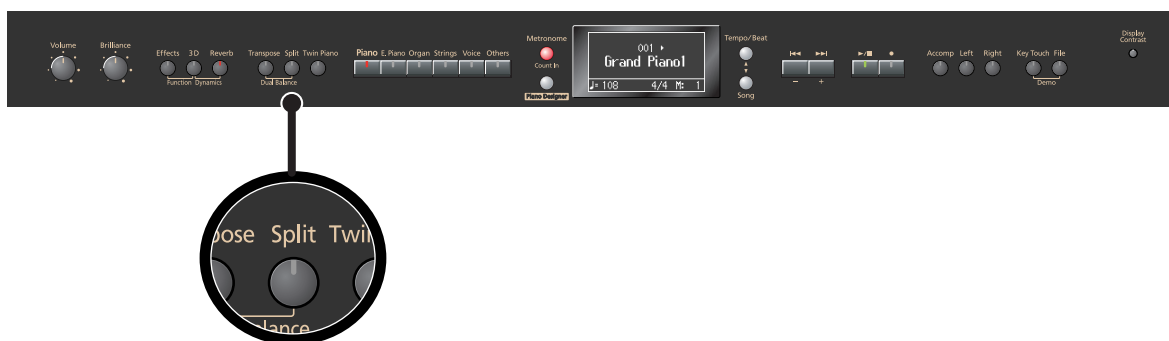 Volume
Brilliance
Effects 3D Reverb
Function Dynamics
Transpose Split Twin Piano
Dual Balance
Piano E. Piano Organ Strings Voice Others
Metronome
Count In
Piano Designer
001
Grand Piano1
♩= 108 4/4 M: 1
Tempo/Beat
Song
− +
Accomp Left Right
Key Touch File
Demo
Display
Contrast
pose Split Twin
alance